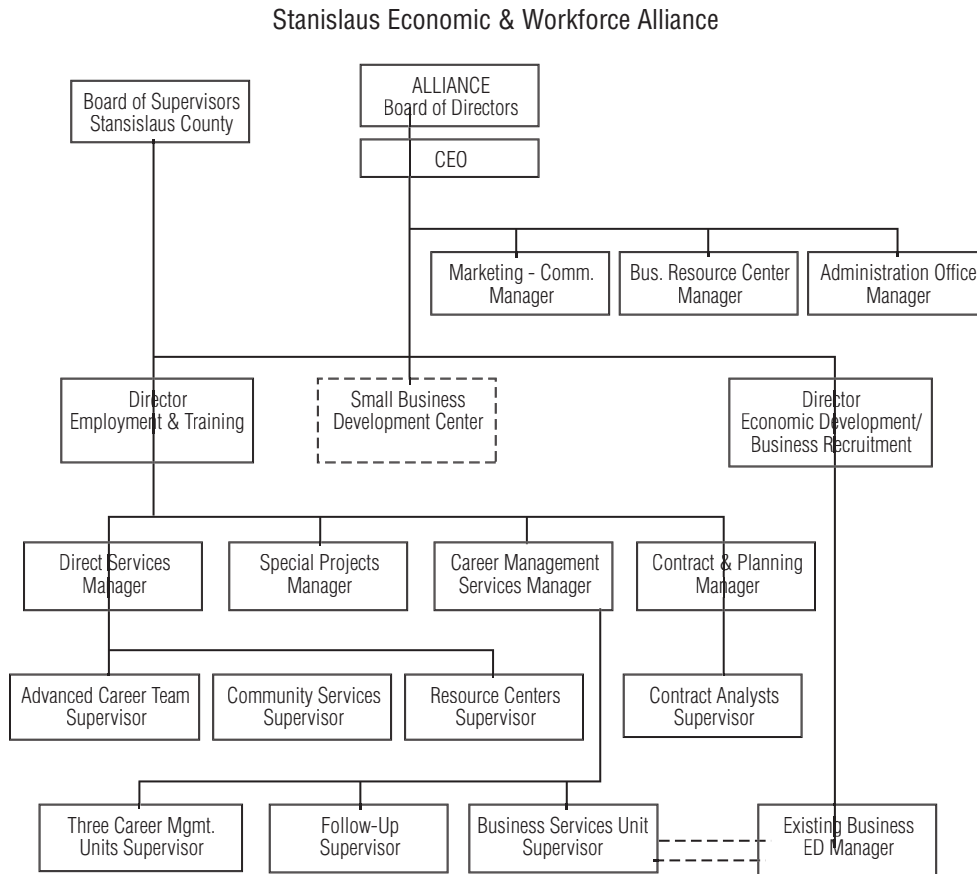 Stanislaus Economic & Workforce Alliance
Board of Supervisors
Stanislaus County
ALLIANCE
Board of Directors
CEO
Marketing - Comm.
Manager
Bus. Resource Center
Manager
Administration Office
Manager
Director
Employment & Training
Small Business
Development Center
Director
Economic Development/
Business Recruitment
Direct Services
Manager
Special Projects
Manager
Career Management
Services Manager
Contract & Planning
Manager
Advanced Career Team
Supervisor
Community Services
Supervisor
Resource Centers
Supervisor
Contract Analysts
Supervisor
Three Career Mgmt.
Units Supervisor
Follow-Up
Supervisor
Business Services Unit
Supervisor
Existing Business
ED Manager